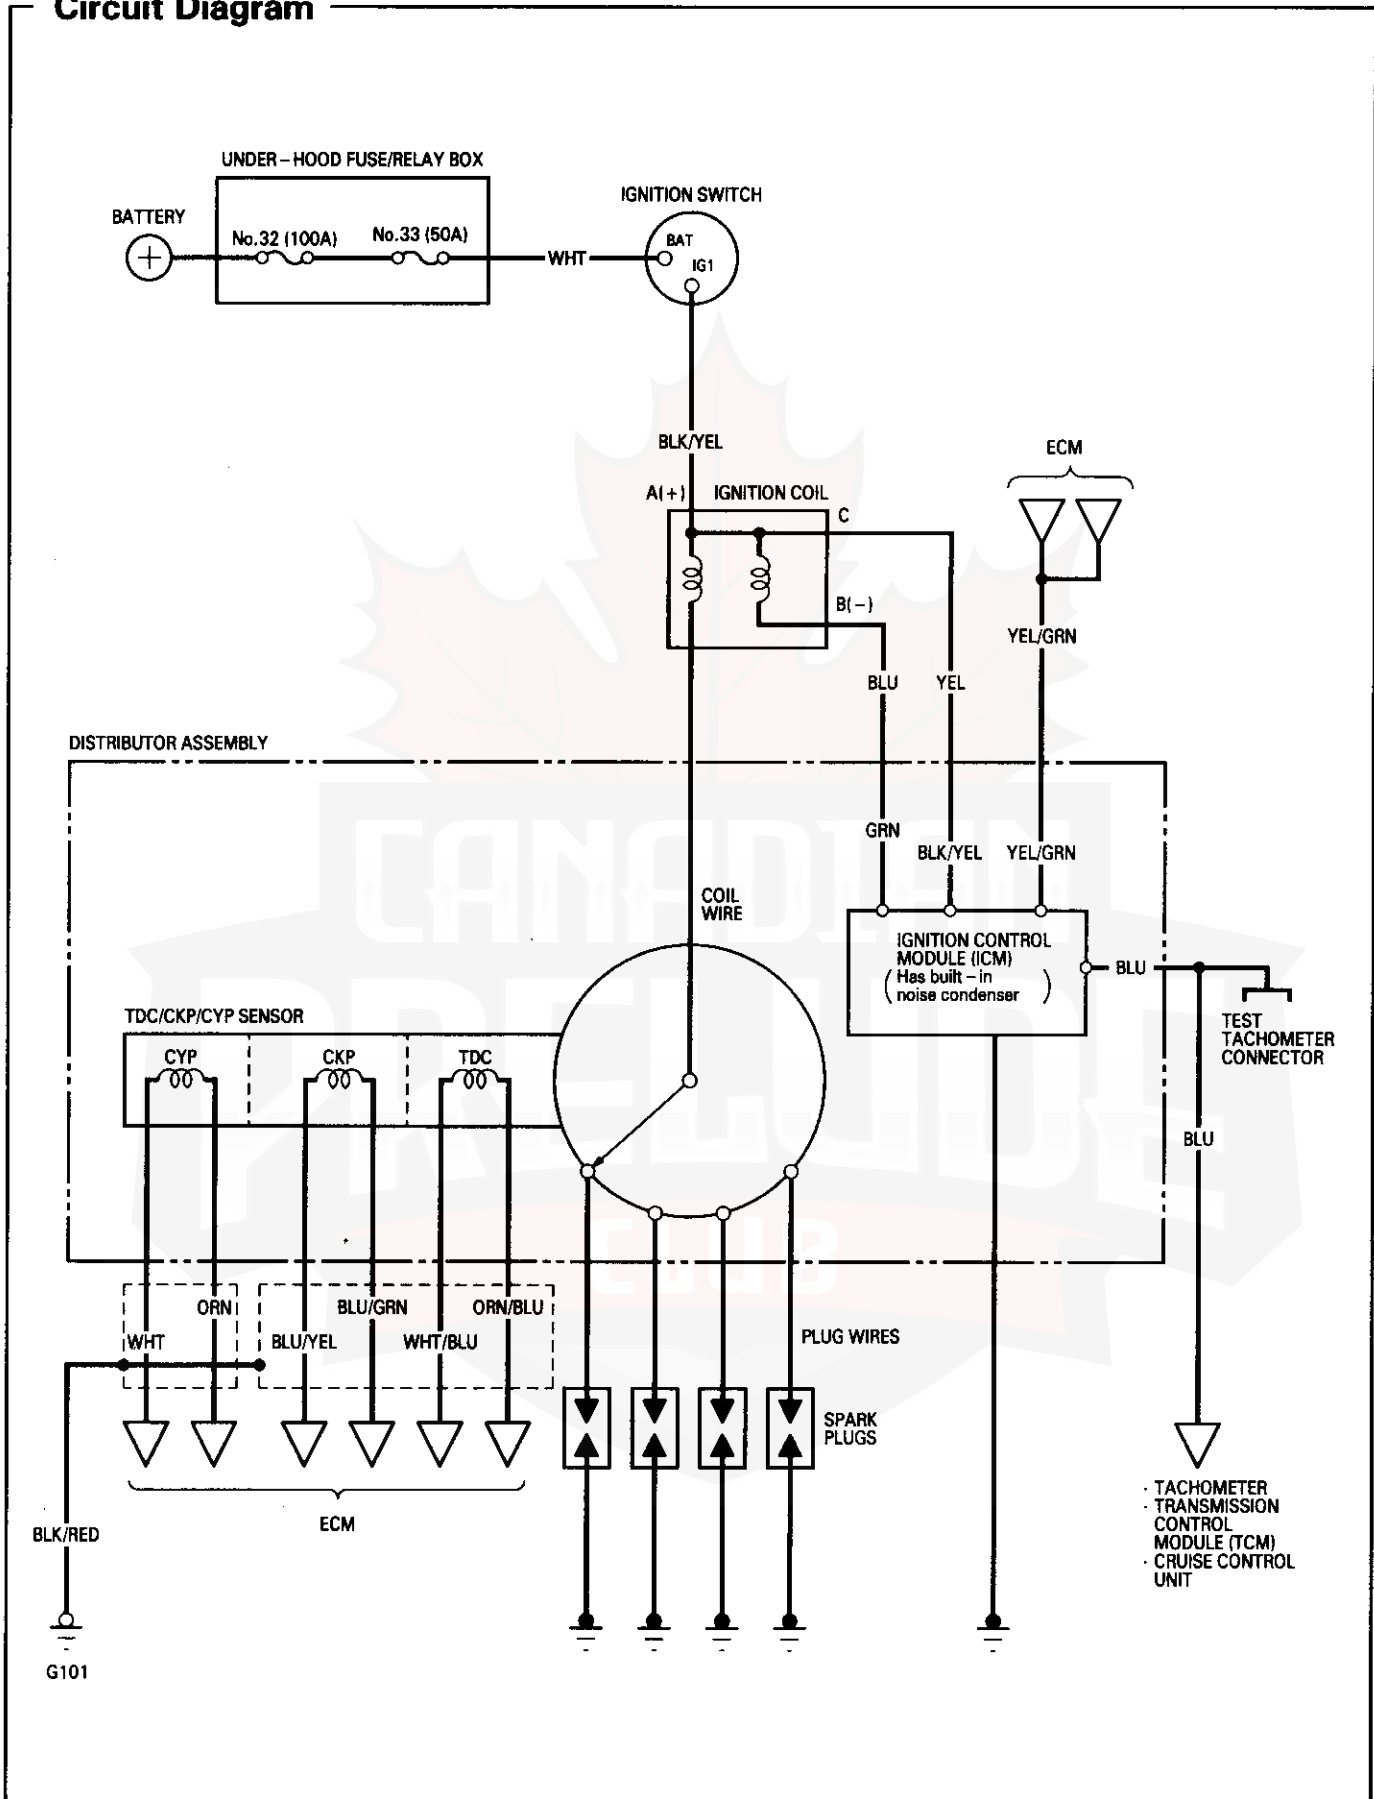 Circuit Diagram
UNDER-HOOD FUSE/RELAY BOX
IGNITION SWITCH
BATTERY
No.32 (100A)
No.33 (50A)
WHT
BAT
IG1
BLK/YEL
ECM
A(+)
IGNITION COIL
C
B(−)
YEL/GRN
BLU
YEL
DISTRIBUTOR ASSEMBLY
CANADIAN
GRN
BLK/YEL
YEL/GRN
COIL
WIRE
IGNITION CONTROL
MODULE (ICM)
(Has built-in
noise condenser)
BLU
TEST
TACHOMETER
CONNECTOR
PRELUDE
TDC/CKP/CYP SENSOR
CYP
CKP
TDC
BLU
CLUB
ORN
BLU/GRN
ORN/BLU
WHT
BLU/YEL
WHT/BLU
PLUG WIRES
SPARK
PLUGS
ECM
BLK/RED
· TACHOMETER
· TRANSMISSION
CONTROL
MODULE (TCM)
· CRUISE CONTROL
UNIT
G101